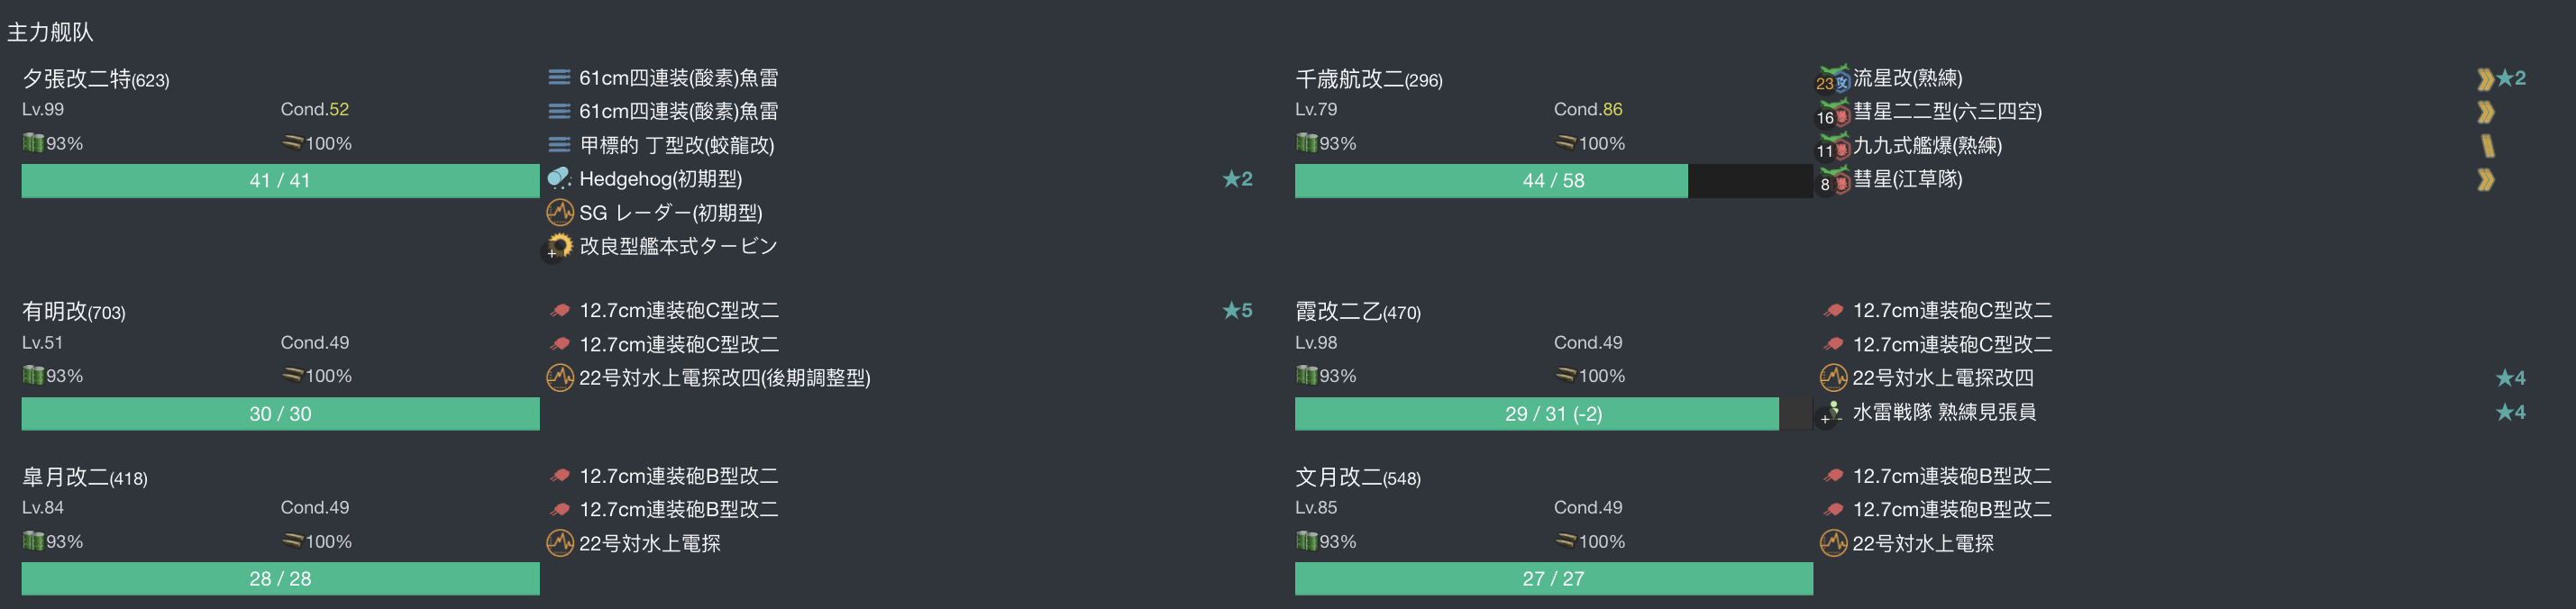 主力舰队
夕張改二特(623)
Lv.99 Cond.52
93% 100%
41 / 41
61cm四連装(酸素)魚雷
61cm四連装(酸素)魚雷
甲標的 丁型改(蛟龍改)
Hedgehog(初期型) ★2
SG レーダー(初期型)
+ 改良型艦本式タービン
千歳航改二(296)
Lv.79 Cond.86
93% 100%
44 / 58
23 攻 流星改(熟練) ★2
16 彗星二二型(六三四空)
11 九九式艦爆(熟練)
8 彗星(江草隊)
有明改(703)
Lv.51 Cond.49
93% 100%
30 / 30
12.7cm連装砲C型改二 ★5
12.7cm連装砲C型改二
22号対水上電探改四(後期調整型)
霞改二乙(470)
Lv.98 Cond.49
93% 100%
29 / 31 (-2)
12.7cm連装砲C型改二
12.7cm連装砲C型改二
22号対水上電探改四 ★4
+ 水雷戦隊 熟練見張員 ★4
皐月改二(418)
Lv.84 Cond.49
93% 100%
28 / 28
12.7cm連装砲B型改二
12.7cm連装砲B型改二
22号対水上電探
文月改二(548)
Lv.85 Cond.49
93% 100%
27 / 27
12.7cm連装砲B型改二
12.7cm連装砲B型改二
22号対水上電探